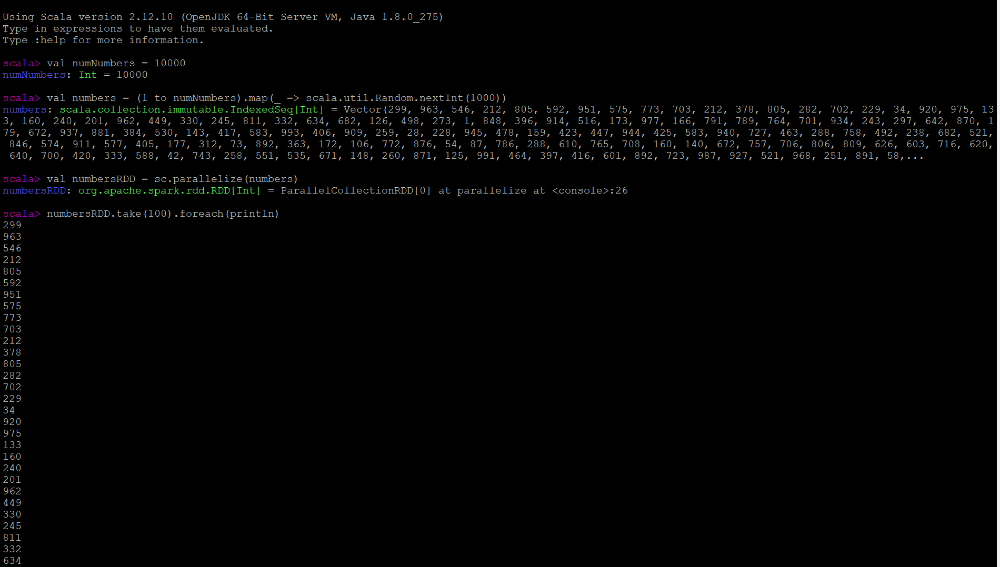 Using Scala version 2.12.10 (OpenJDK 64-Bit Server VM, Java 1.8.0_275)
Type in expressions to have them evaluated.
Type :help for more information.
scala> val numNumbers = 10000
numNumbers: Int = 10000
scala> val numbers = (1 to numNumbers).map(_ => scala.util.Random.nextInt(1000))
numbers: scala.collection.immutable.IndexedSeq[Int] = Vector(299, 963, 546, 212, 805, 592, 951, 575, 773, 703, 212, 378, 805, 282, 702, 229, 34, 920, 975, 13
3, 160, 240, 201, 962, 449, 330, 245, 811, 332, 634, 682, 126, 498, 273, 1, 848, 396, 914, 516, 173, 977, 166, 791, 789, 764, 701, 934, 243, 297, 642, 870, 1
79, 672, 937, 881, 384, 530, 143, 417, 583, 993, 406, 909, 259, 28, 228, 945, 478, 159, 423, 447, 944, 425, 583, 940, 727, 463, 288, 758, 492, 238, 682, 521,
846, 574, 911, 577, 405, 177, 312, 73, 892, 363, 172, 106, 772, 876, 54, 87, 786, 288, 610, 765, 708, 160, 140, 672, 757, 706, 806, 809, 626, 603, 716, 620,
640, 700, 420, 333, 588, 42, 743, 258, 551, 535, 671, 148, 260, 871, 125, 991, 464, 397, 416, 601, 892, 723, 987, 927, 521, 968, 251, 891, 58,...
scala> val numbersRDD = sc.parallelize(numbers)
numbersRDD: org.apache.spark.rdd.RDD[Int] = ParallelCollectionRDD[0] at parallelize at <console>:26
scala> numbersRDD.take(100).foreach(println)
299
963
546
212
805
592
951
575
773
703
212
378
805
282
702
229
34
920
975
133
160
240
201
962
449
330
245
811
332
634